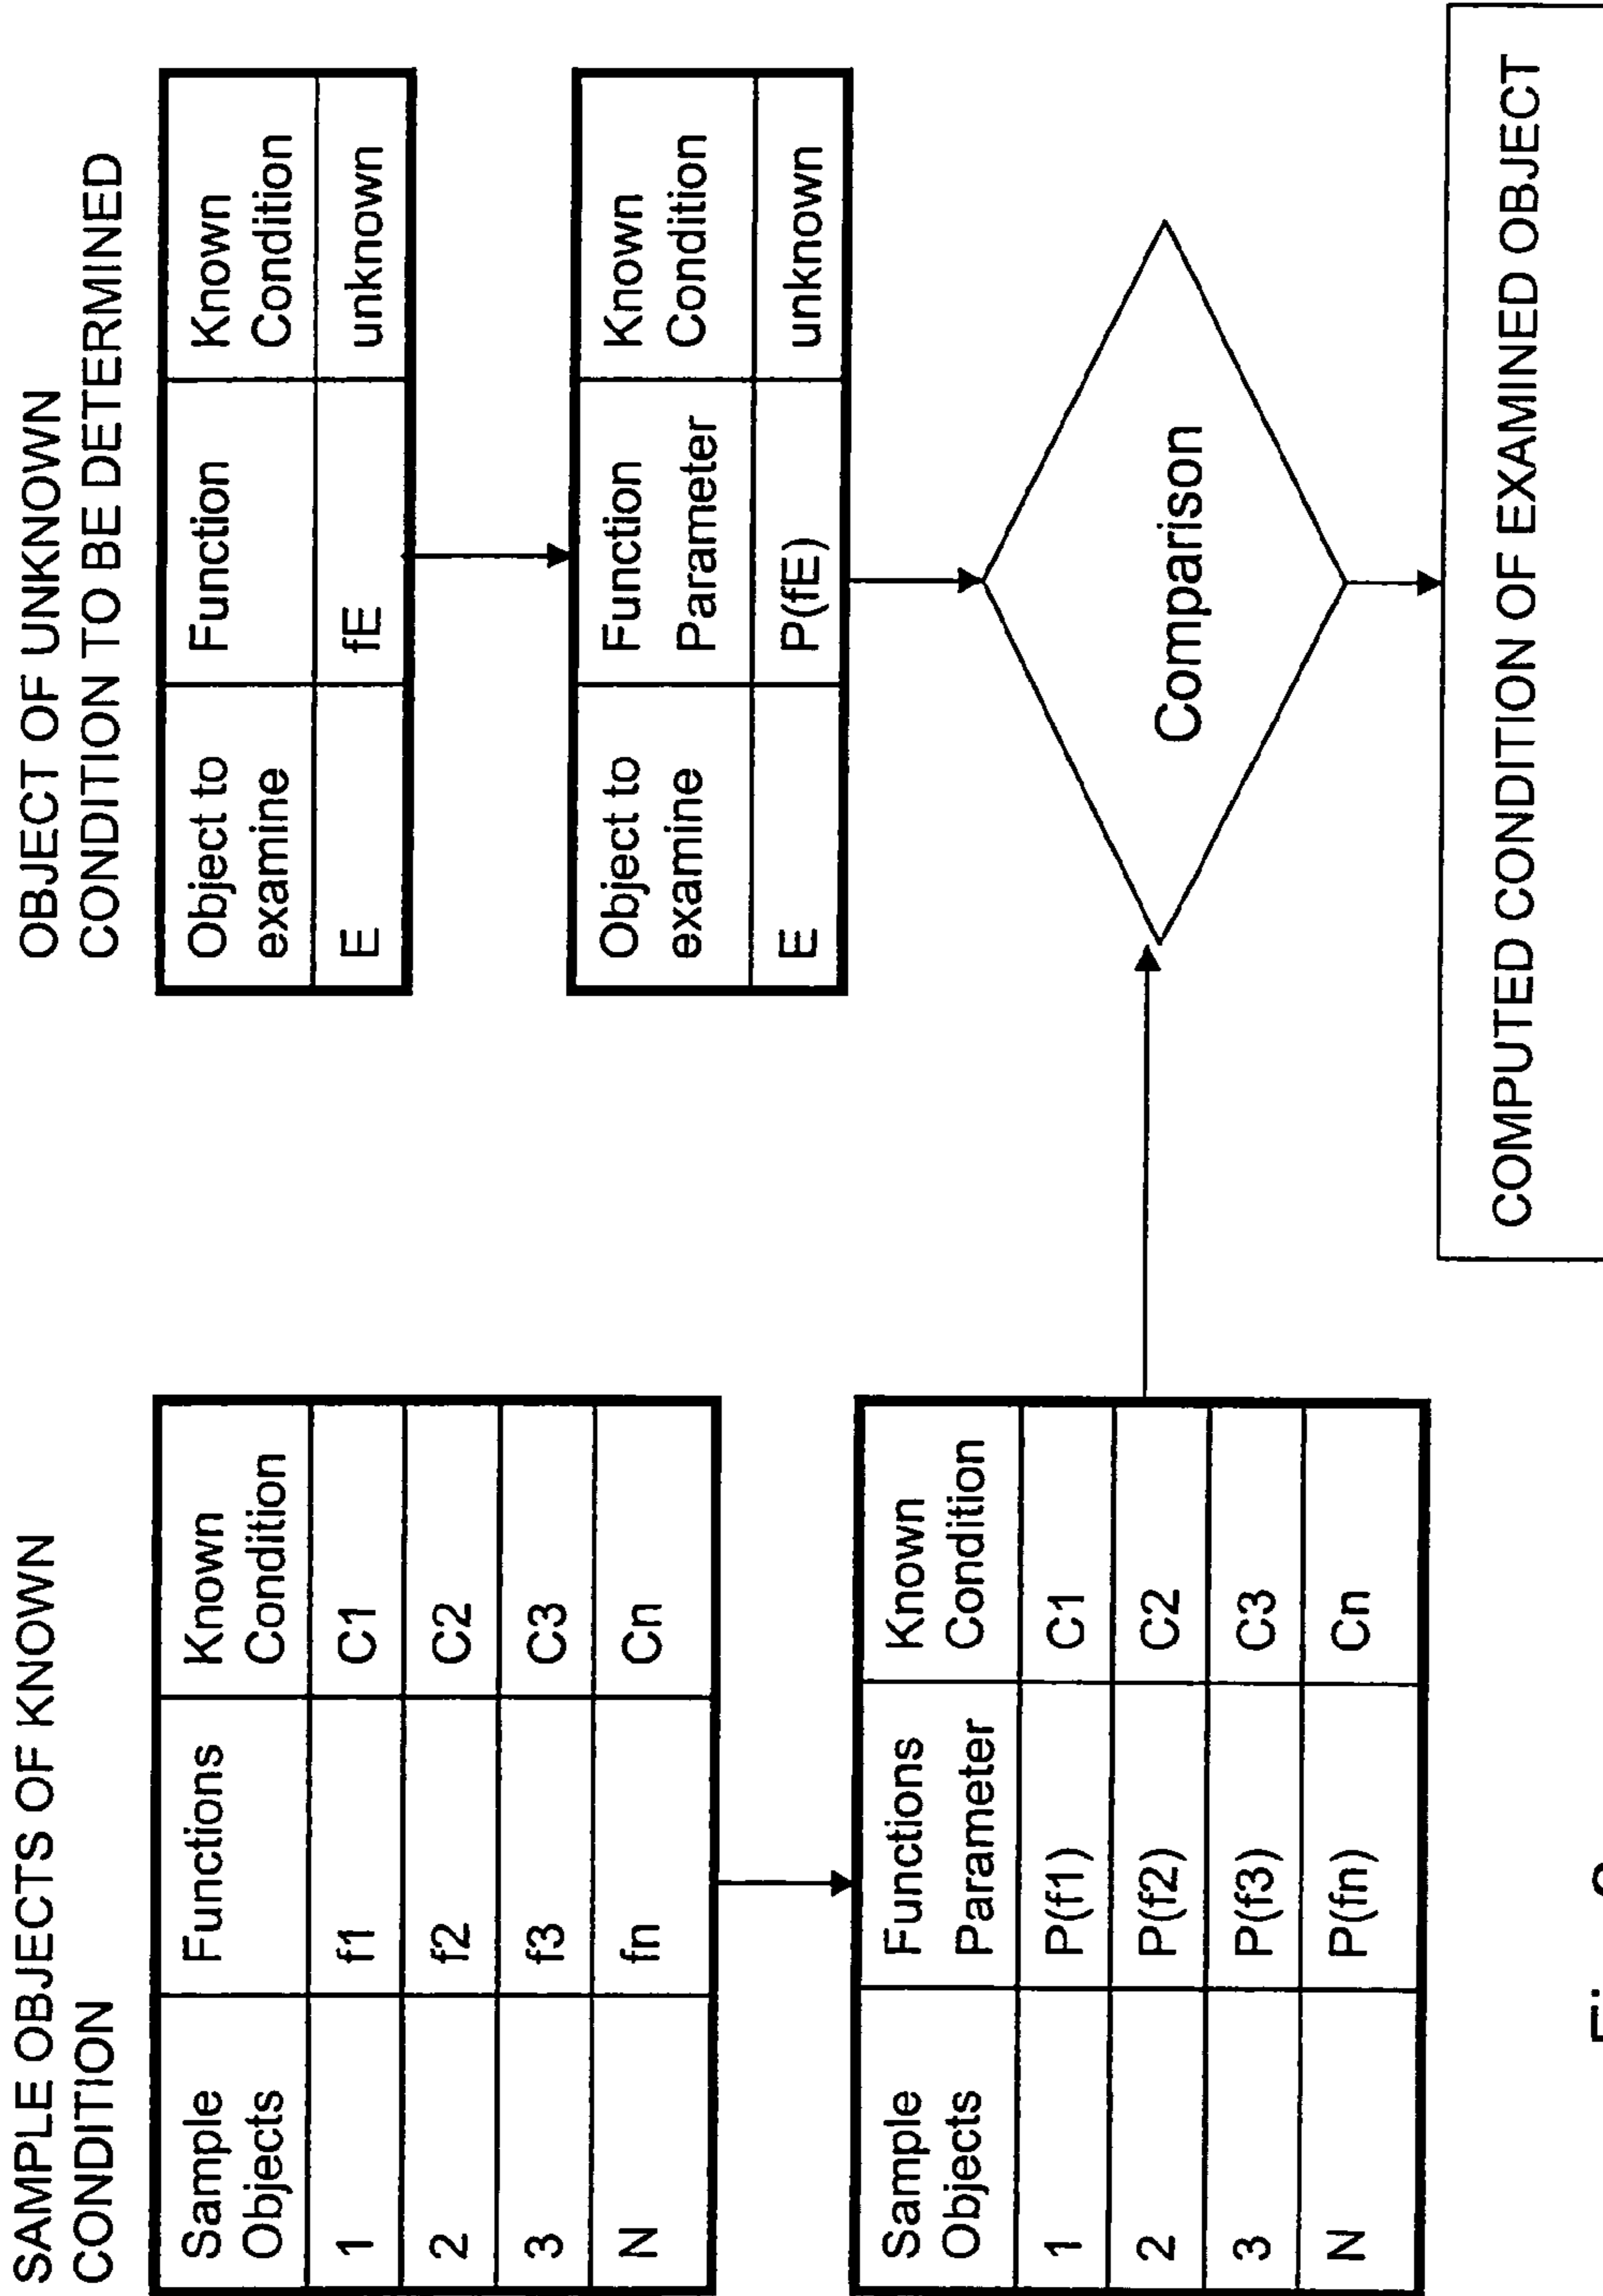 SAMPLE OBJECTS OF KNOWN
CONDITION
Sample Objects Functions Known Condition
1 f1 C1
2 f2 C2
3 f3 C3
N fn Cn
Sample Objects Functions Parameter Known Condition
1 P(f1) C1
2 P(f2) C2
3 P(f3) C3
N P(fn) Cn
OBJECT OF UNKNOWN
CONDITION TO BE DETERMINED
Object to examine Function Known Condition
E fE unknown
Object to examine Function Parameter Known Condition
E P(fE) unknown
Comparison
COMPUTED CONDITION OF EXAMINED OBJECT